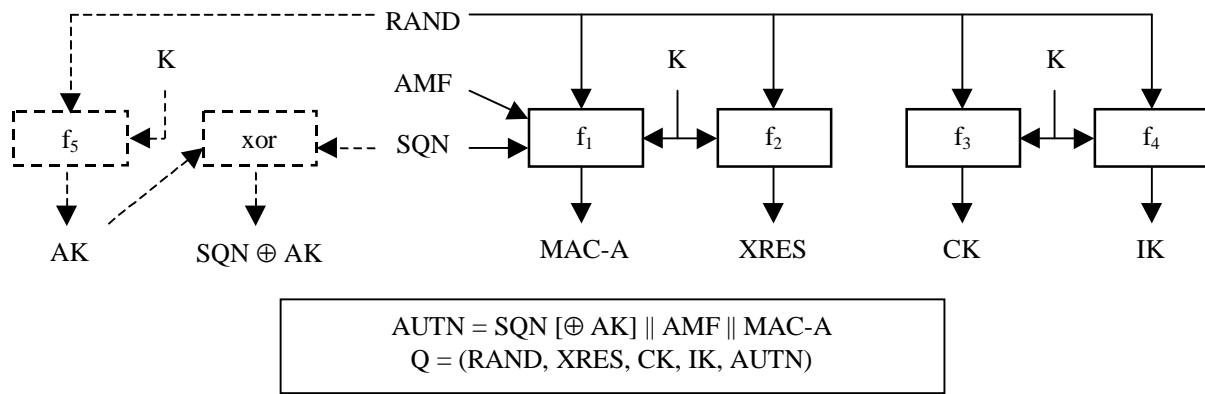 RAND
K
K
AMF
f₅
xor
SQN
f₁
f₂
f₃
f₄
AK
SQN ⊕ AK
MAC-A
XRES
CK
IK
AUTN = SQN [⊕ AK] || AMF || MAC-A
Q = (RAND, XRES, CK, IK, AUTN)